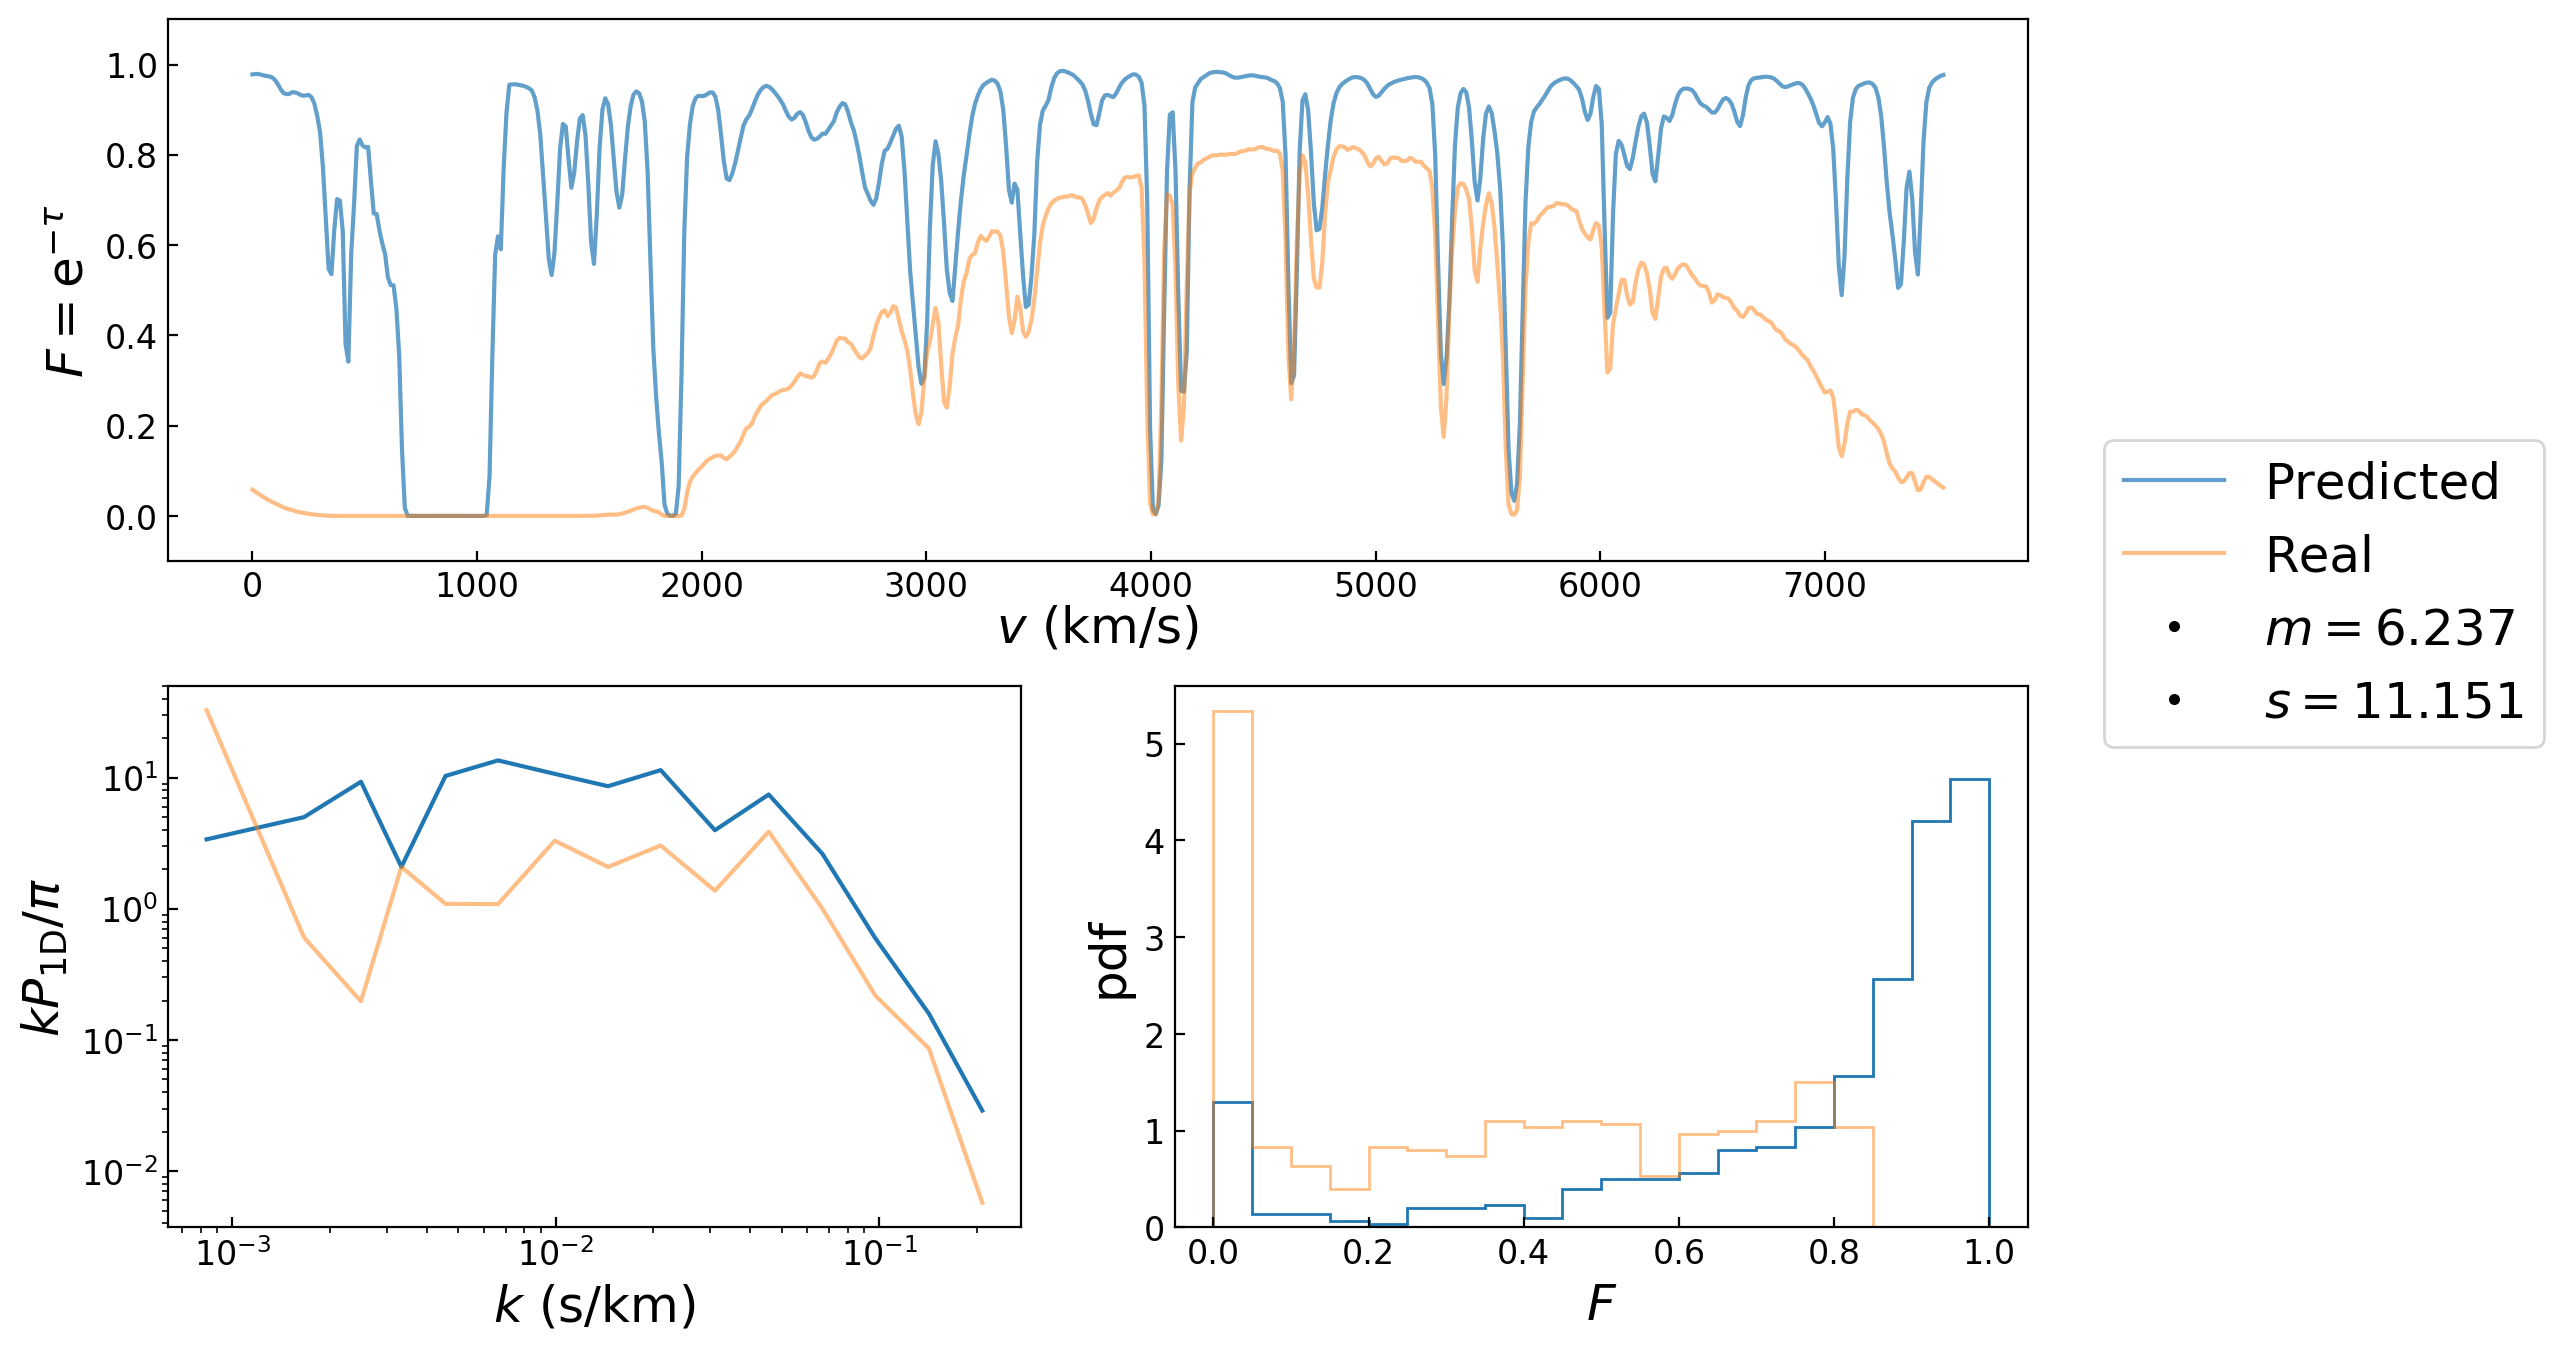 F = e^{−τ}
1.0
0.8
0.6
0.4
0.2
0.0
0 1000 2000 3000 4000 5000 6000 7000
v (km/s)
Predicted
Real
m = 6.237
s = 11.151
kP_{1D}/π
10^1
10^0
10^{−1}
10^{−2}
10^{−3} 10^{−2} 10^{−1}
k (s/km)
pdf
5
4
3
2
1
0
0.0 0.2 0.4 0.6 0.8 1.0
F